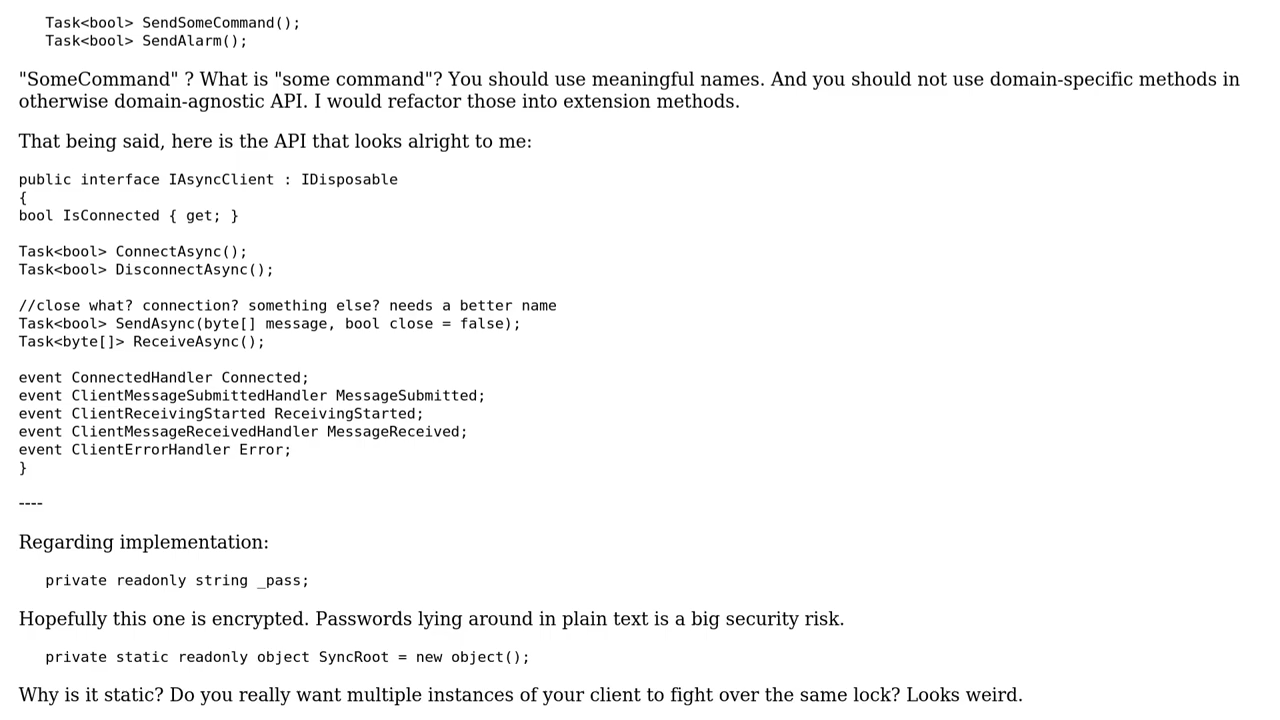 Task<bool> SendSomeCommand();
Task<bool> SendAlarm();
"SomeCommand" ? What is "some command"? You should use meaningful names. And you should not use domain-specific methods in
otherwise domain-agnostic API. I would refactor those into extension methods.
That being said, here is the API that looks alright to me:
public interface IAsyncClient : IDisposable
{
bool IsConnected { get; }
Task<bool> ConnectAsync();
Task<bool> DisconnectAsync();
//close what? connection? something else? needs a better name
Task<bool> SendAsync(byte[] message, bool close = false);
Task<byte[]> ReceiveAsync();
event ConnectedHandler Connected;
event ClientMessageSubmittedHandler MessageSubmitted;
event ClientReceivingStarted ReceivingStarted;
event ClientMessageReceivedHandler MessageReceived;
event ClientErrorHandler Error;
}
----
Regarding implementation:
private readonly string _pass;
Hopefully this one is encrypted. Passwords lying around in plain text is a big security risk.
private static readonly object SyncRoot = new object();
Why is it static? Do you really want multiple instances of your client to fight over the same lock? Looks weird.